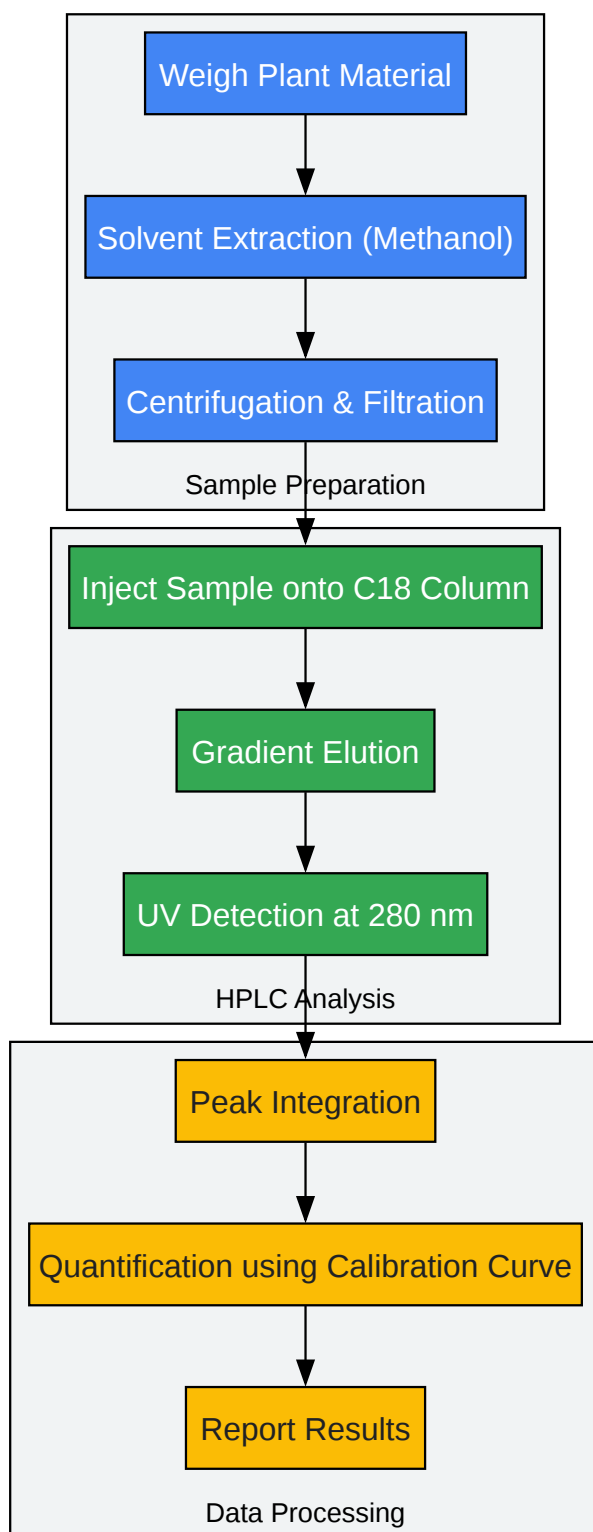 Weigh Plant Material
Solvent Extraction (Methanol)
Centrifugation & Filtration
Sample Preparation
Inject Sample onto C18 Column
Gradient Elution
UV Detection at 280 nm
HPLC Analysis
Peak Integration
Quantification using Calibration Curve
Report Results
Data Processing